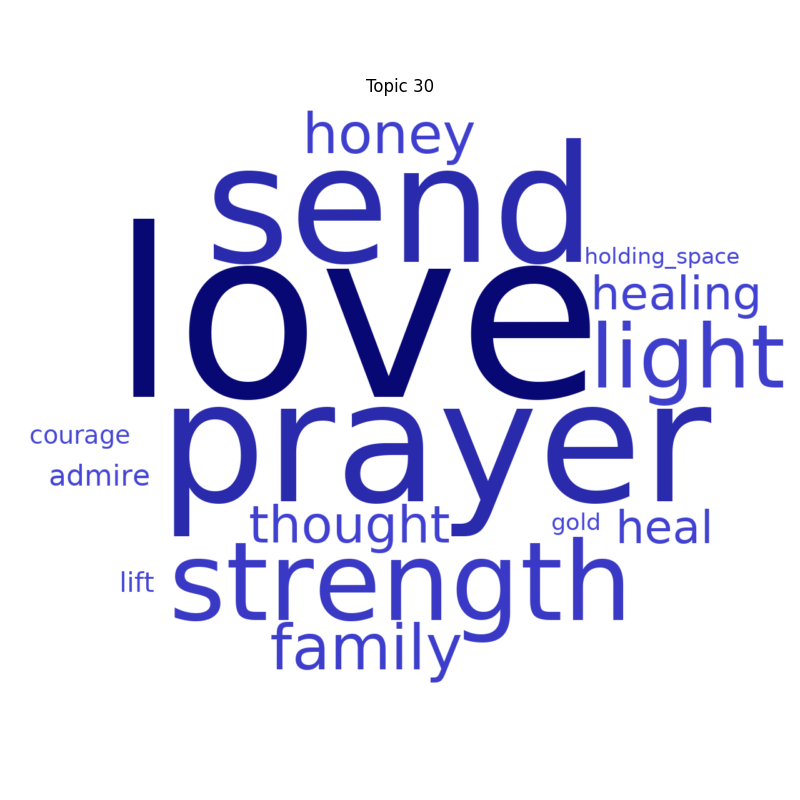 Topic 30
honey
send
holding_space
love
healing
light
prayer
courage
admire
thought
gold
heal
strength
lift
family